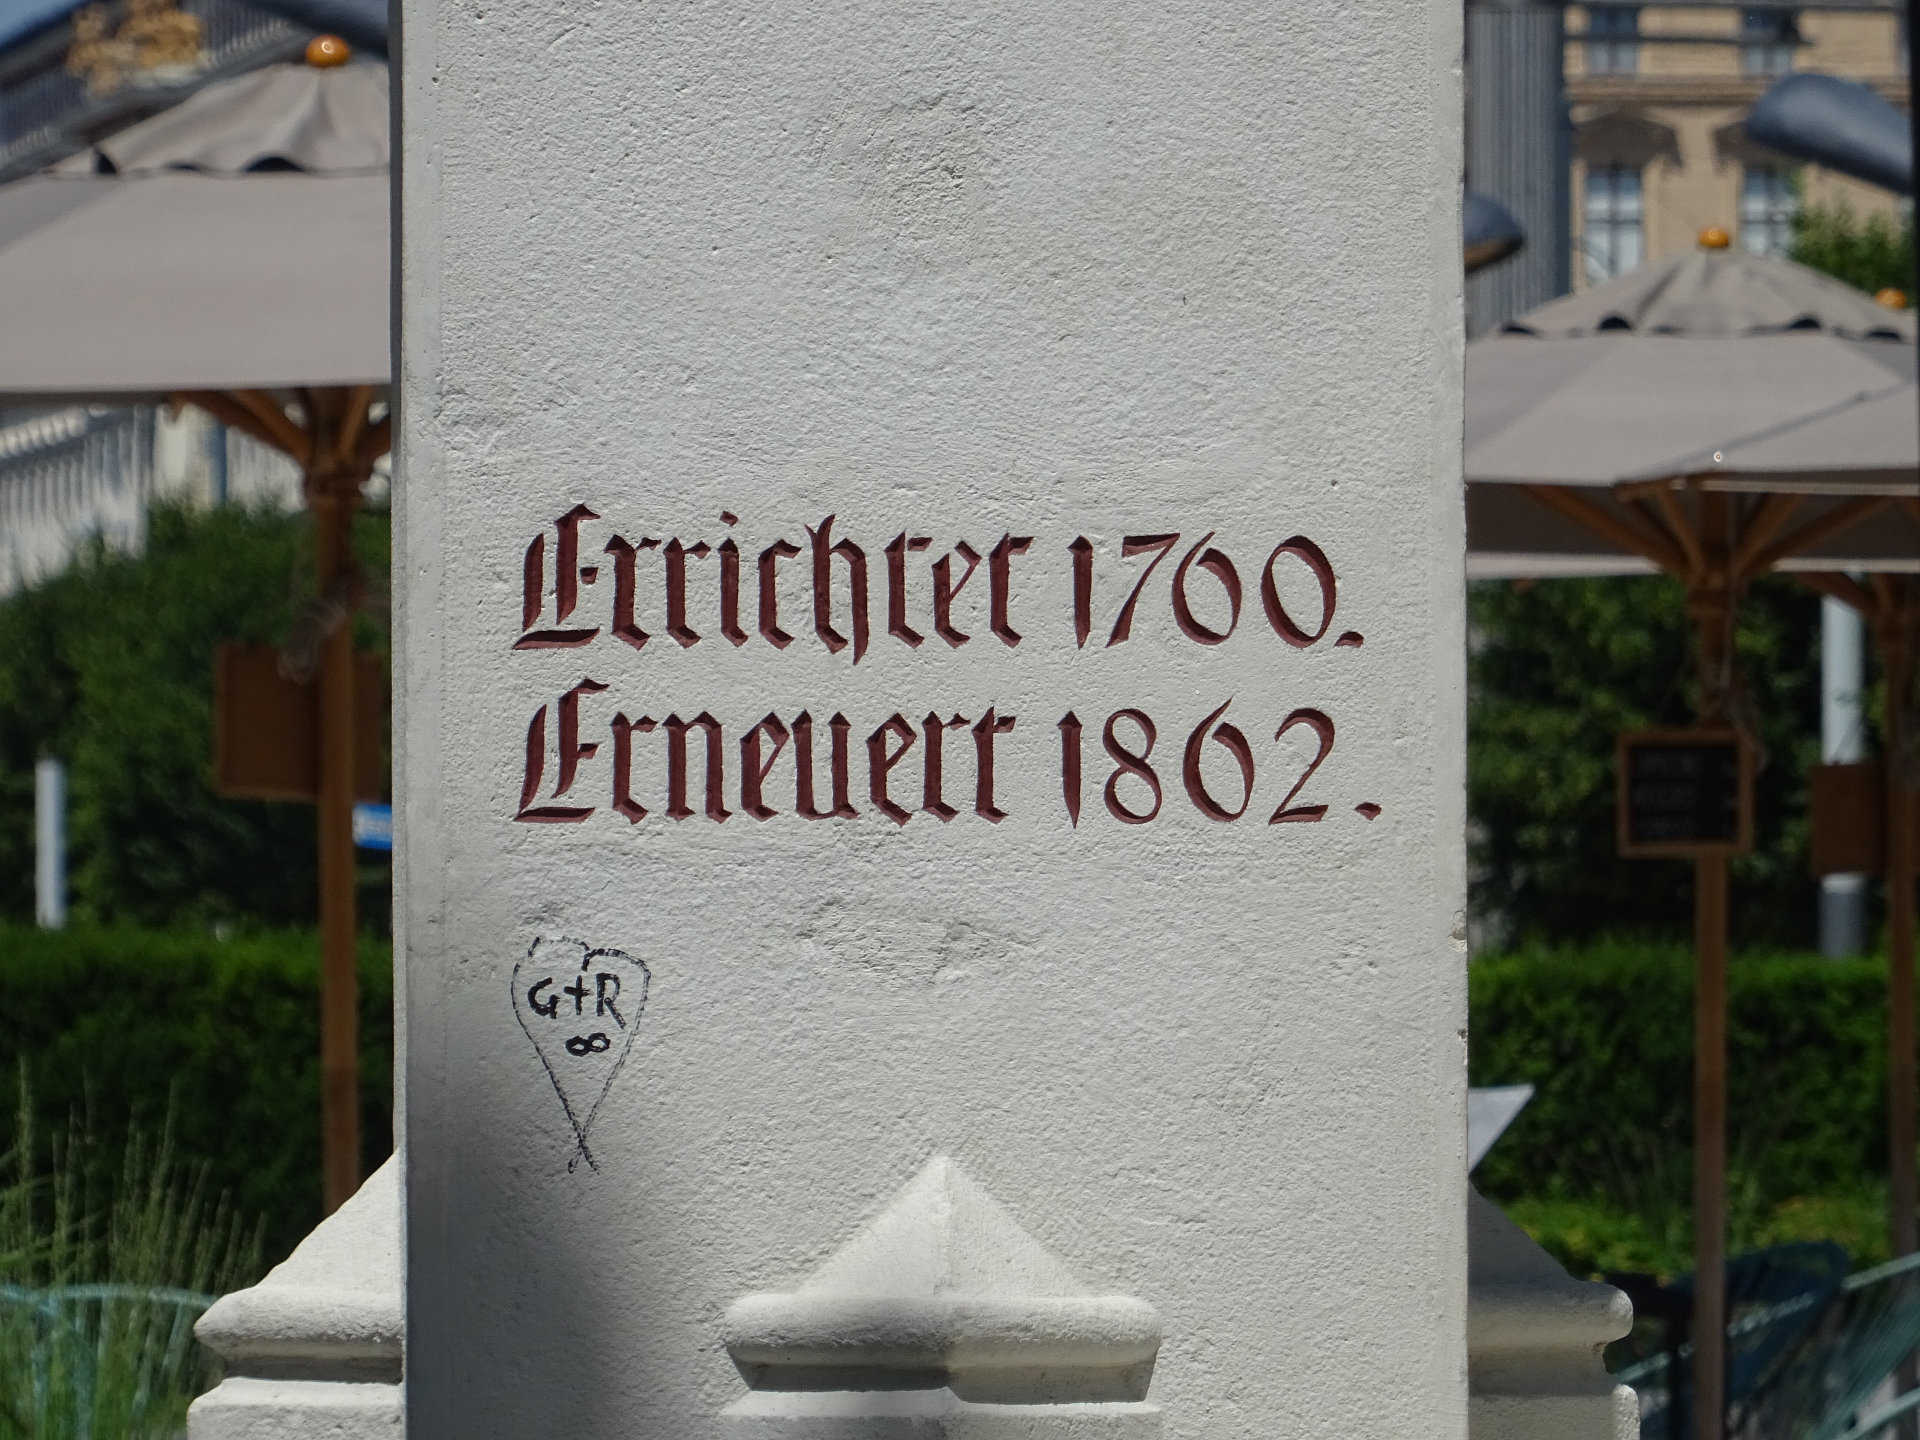 Errichtet 1760.
Erneuert 1862.
G+R
∞